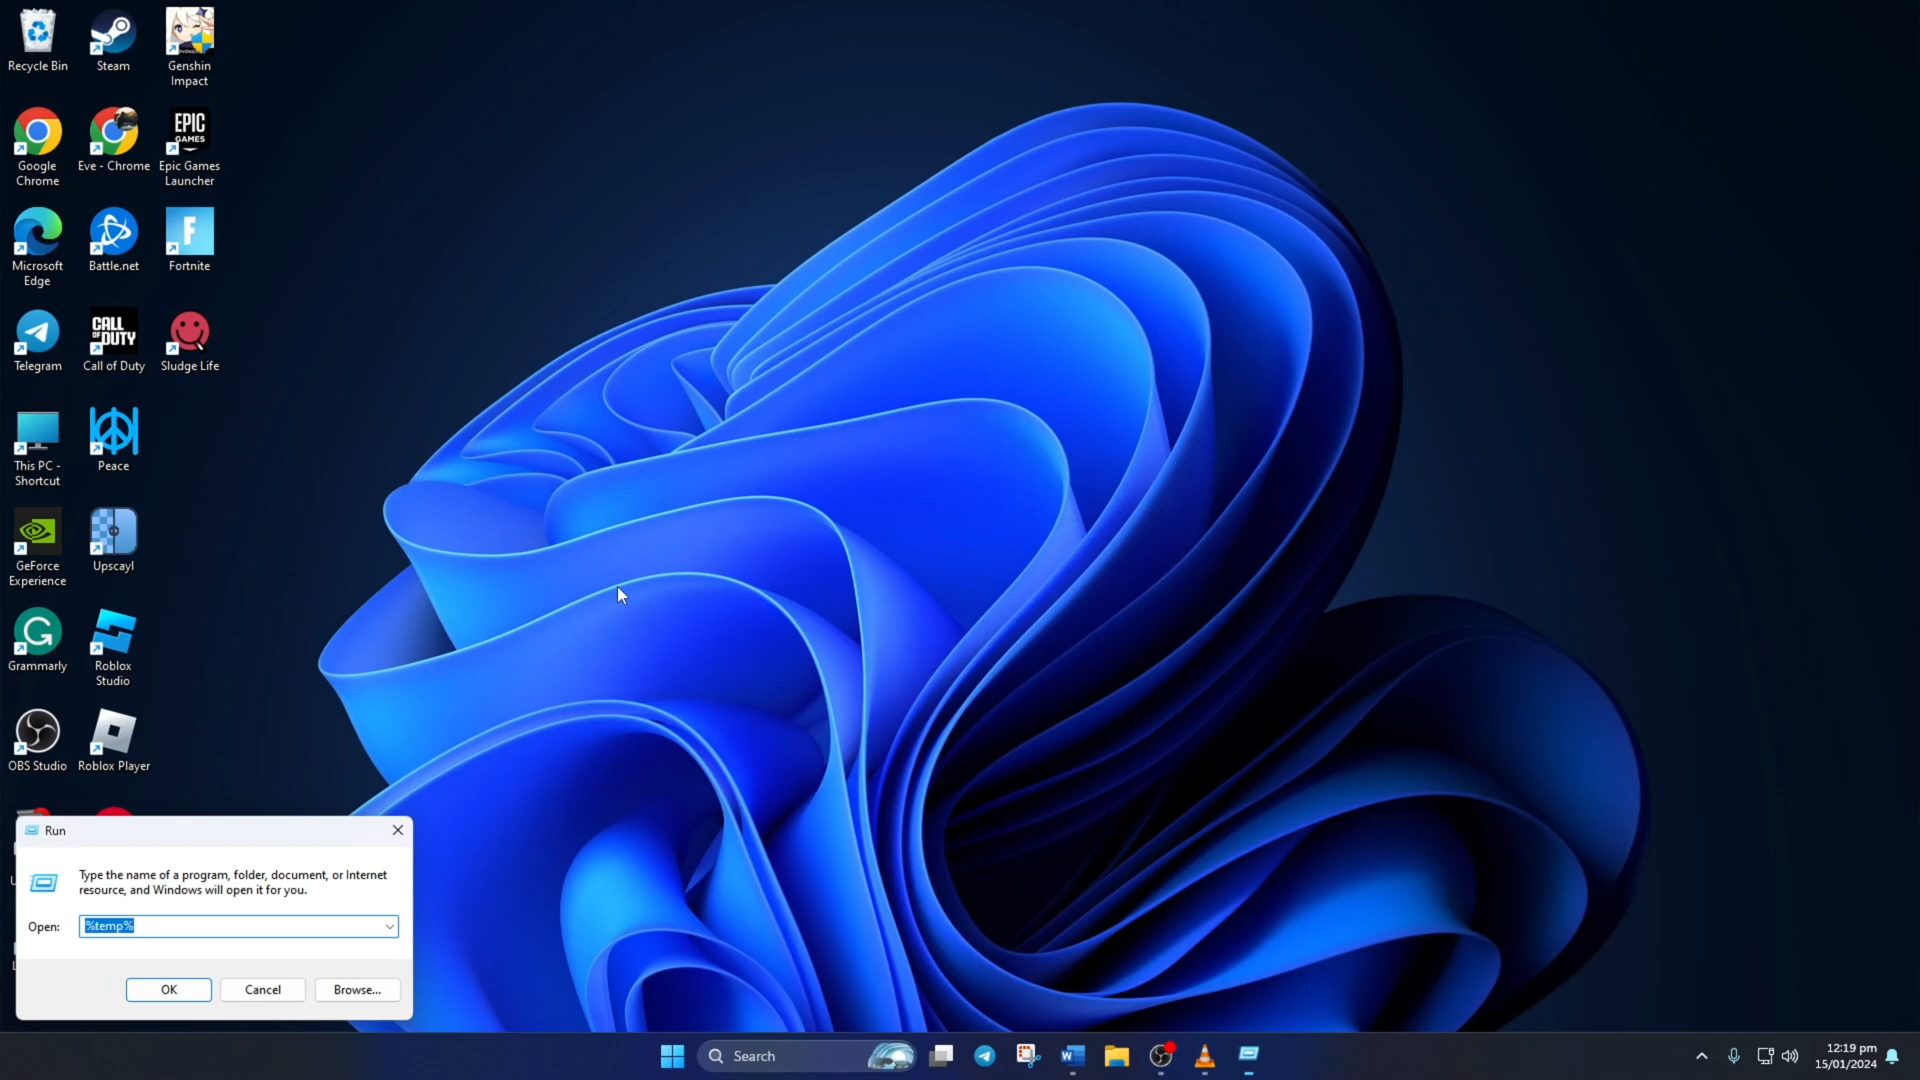 Recycle Bin
Steam
Genshin
Impact
Google
Chrome
Eve - Chrome
EPIC
GAMES
Epic Games
Launcher
Microsoft
Edge
Battle.net
Fortnite
Telegram
CALL
OF DUTY
Call of Duty
Sludge Life
This PC -
Shortcut
Peace
GeForce
Experience
Upscayl
Grammarly
Roblox
Studio
OBS Studio
Roblox Player
Run
Type the name of a program, folder, document, or Internet
resource, and Windows will open it for you.
Open:
%temp%
OK
Cancel
Browse...
Search
12:19 pm
15/01/2024